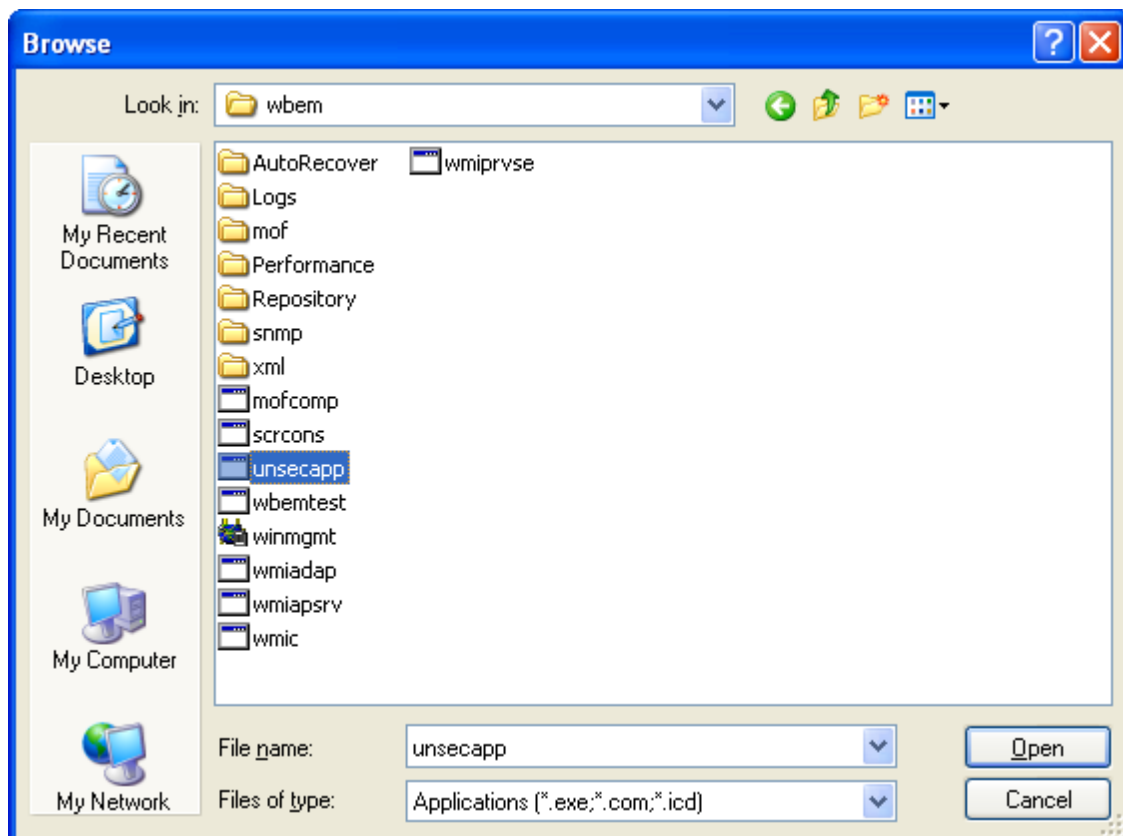 Browse
Look in: wbem
My Recent
Documents
Desktop
My Documents
My Computer
My Network
AutoRecover wmiprvse
Logs
mof
Performance
Repository
snmp
xml
mofcomp
scrcons
unsecapp
wbemtest
winmgmt
wmiadap
wmiapsrv
wmic
File name: unsecapp Open
Files of type: Applications (*.exe;*.com;*.icd) Cancel